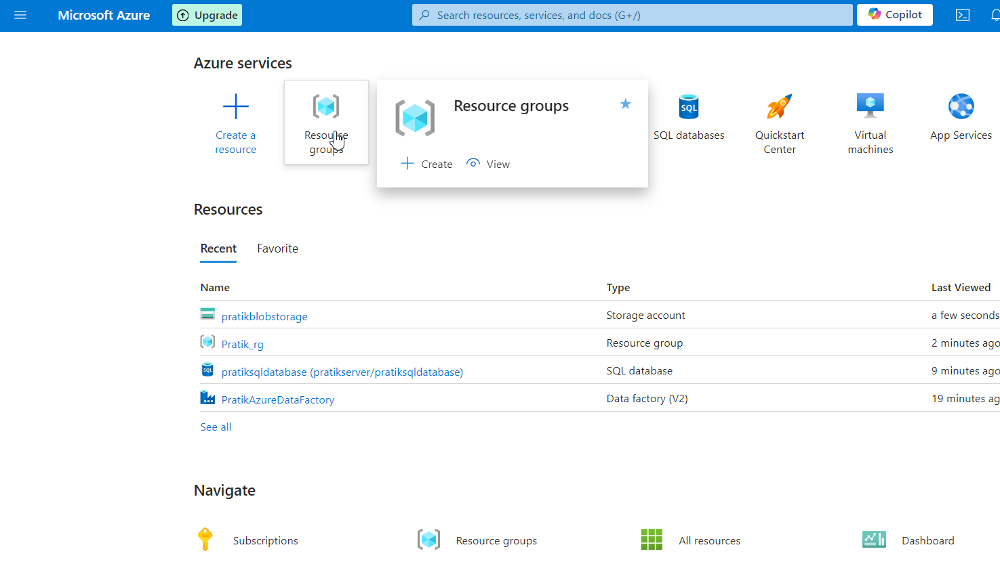 Microsoft Azure
Upgrade
Search resources, services, and docs (G+/)
Copilot
Azure services
Create a
resource
Resource
groups
Resource groups
Create
View
SQL
SQL databases
Quickstart
Center
Virtual
machines
App Services
Resources
Recent
Favorite
Name
Type
Last Viewed
pratikblobstorage
Storage account
a few seconds
Pratik_rg
Resource group
2 minutes ago
SQL
pratiksqldatabase (pratikserver/pratiksqldatabase)
SQL database
9 minutes ago
PratikAzureDataFactory
Data factory (V2)
19 minutes ag
See all
Navigate
Subscriptions
Resource groups
All resources
Dashboard